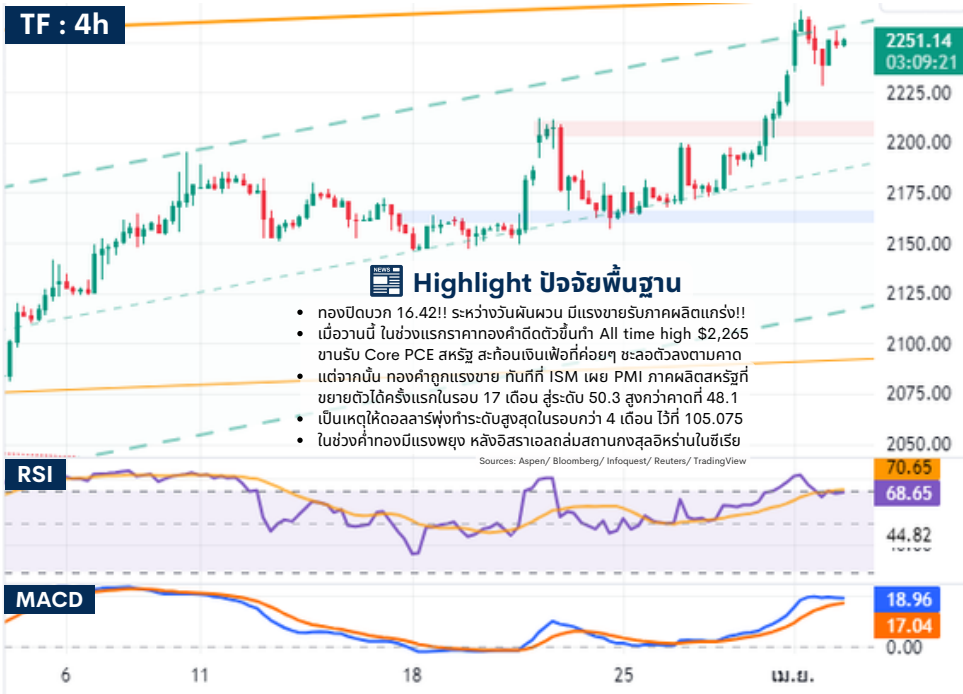 TF : 4h
2251.14
03:09:21
2225.00
2200.00
2175.00
2150.00
2125.00
2100.00
2075.00
2050.00
NEWS
Highlight ปัจจัยพื้นฐาน
• ทองปิดบวก 16.42!! ระหว่างวันผันผวน มีแรงขายรับภาคผลิตแกร่ง!!
• เมื่อวานนี้ ในช่วงแรกราคาทองคำดีดตัวขึ้นทำ All time high $2,265
ขานรับ Core PCE สหรัฐ สะท้อนเงินเฟ้อที่ค่อยๆ ชะลอตัวลงตามคาด
• แต่จากนั้น ทองคำถูกแรงขาย ทันทีที่ ISM เผย PMI ภาคผลิตสหรัฐที่
ขยายตัวได้ครั้งแรกในรอบ 17 เดือน สู่ระดับ 50.3 สูงกว่าคาดที่ 48.1
• เป็นเหตุให้ดอลลาร์พุ่งทำระดับสูงสุดในรอบกว่า 4 เดือน ไว้ที่ 105.075
• ในช่วงค่ำทองมีแรงพยุง หลังอิสราเอลถล่มสถานกงสุลอิหร่านในซีเรีย
Sources: Aspen/ Bloomberg/ Infoquest/ Reuters/ TradingView
RSI
70.65
68.65
44.82
MACD
18.96
17.04
0.00
6
11
18
25
เม.ย.